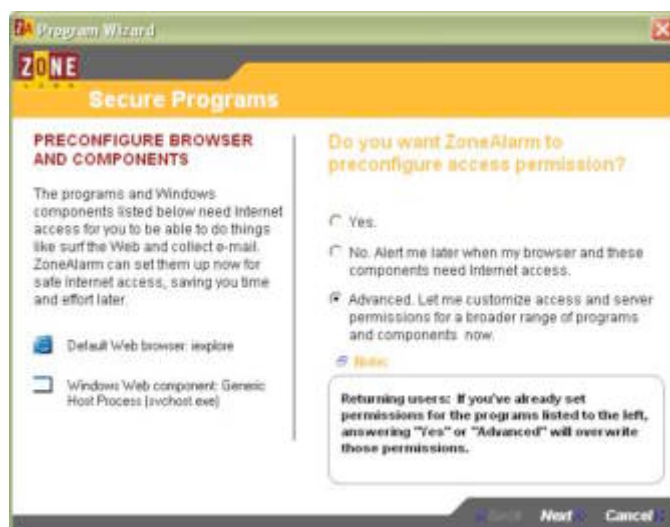 Program Wizard
ZONE
LABS
Secure Programs
PRECONFIGURE BROWSER
AND COMPONENTS
The programs and Windows
components listed below need Internet
access for you to be able to do things
like surf the Web and collect e-mail.
ZoneAlarm can set them up now for
safe Internet access, saving you time
and effort later.
Default Web browser: iexplore
Windows Web component: Generic
Host Process (svchost.exe)
Do you want ZoneAlarm to
preconfigure access permission?
Yes.
No. Alert me later when my browser and these
components need Internet access.
Advanced. Let me customize access and server
permissions for a broader range of programs
and components now.
Note:
Returning users: If you've already set
permissions for the programs listed to the left,
answering "Yes" or "Advanced" will overwrite
those permissions.
Back
Next
Cancel